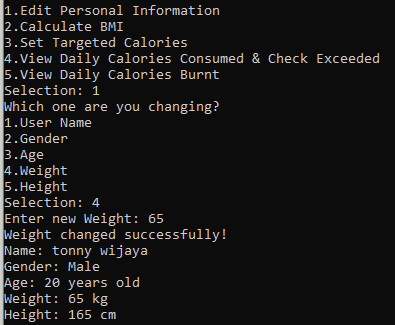 1.Edit Personal Information
2.Calculate BMI
3.Set Targeted Calories
4.View Daily Calories Consumed & Check Exceeded
5.View Daily Calories Burnt
Selection: 1
Which one are you changing?
1.User Name
2.Gender
3.Age
4.Weight
5.Height
Selection: 4
Enter new Weight: 65
Weight changed successfully!
Name: tonny wijaya
Gender: Male
Age: 20 years old
Weight: 65 kg
Height: 165 cm